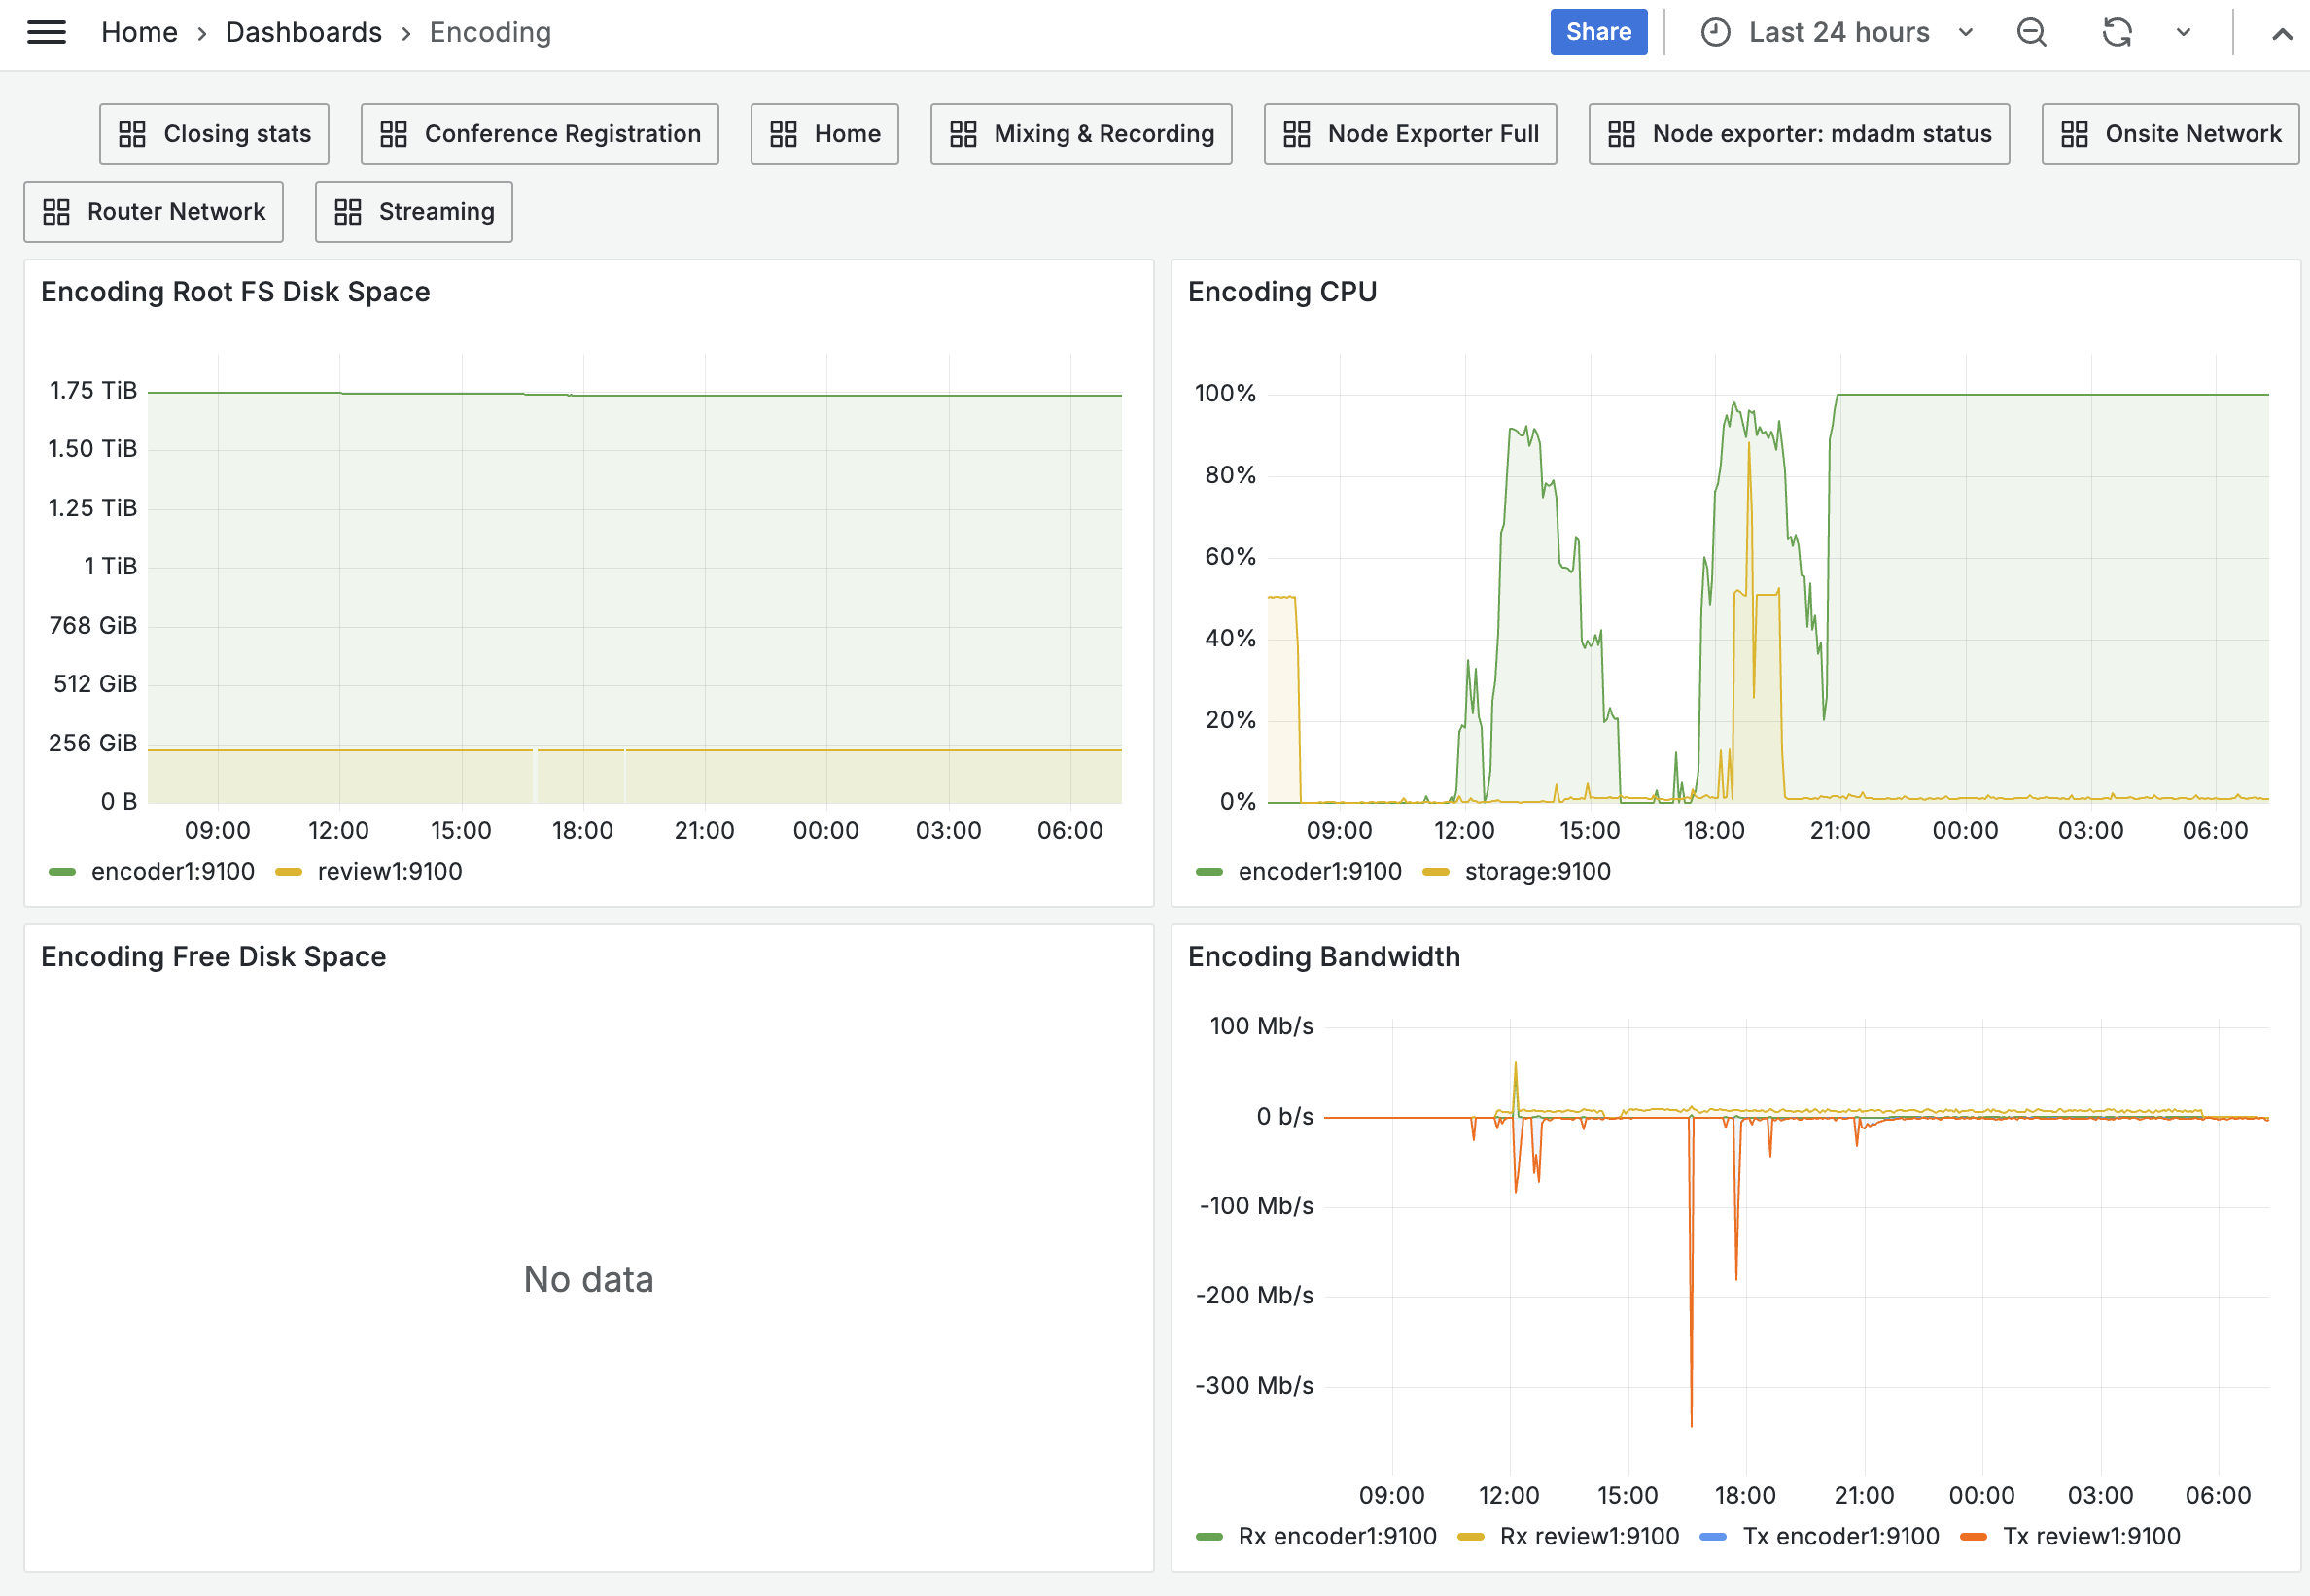 Home › Dashboards › Encoding
Share
Last 24 hours
Closing stats
Conference Registration
Home
Mixing & Recording
Node Exporter Full
Node exporter: mdadm status
Onsite Network
Router Network
Streaming
Encoding Root FS Disk Space
1.75 TiB
1.50 TiB
1.25 TiB
1 TiB
768 GiB
512 GiB
256 GiB
0 B
09:00 12:00 15:00 18:00 21:00 00:00 03:00 06:00
encoder1:9100 review1:9100
Encoding CPU
100%
80%
60%
40%
20%
0%
09:00 12:00 15:00 18:00 21:00 00:00 03:00 06:00
encoder1:9100 storage:9100
Encoding Free Disk Space
No data
Encoding Bandwidth
100 Mb/s
0 b/s
-100 Mb/s
-200 Mb/s
-300 Mb/s
09:00 12:00 15:00 18:00 21:00 00:00 03:00 06:00
Rx encoder1:9100 Rx review1:9100 Tx encoder1:9100 Tx review1:9100